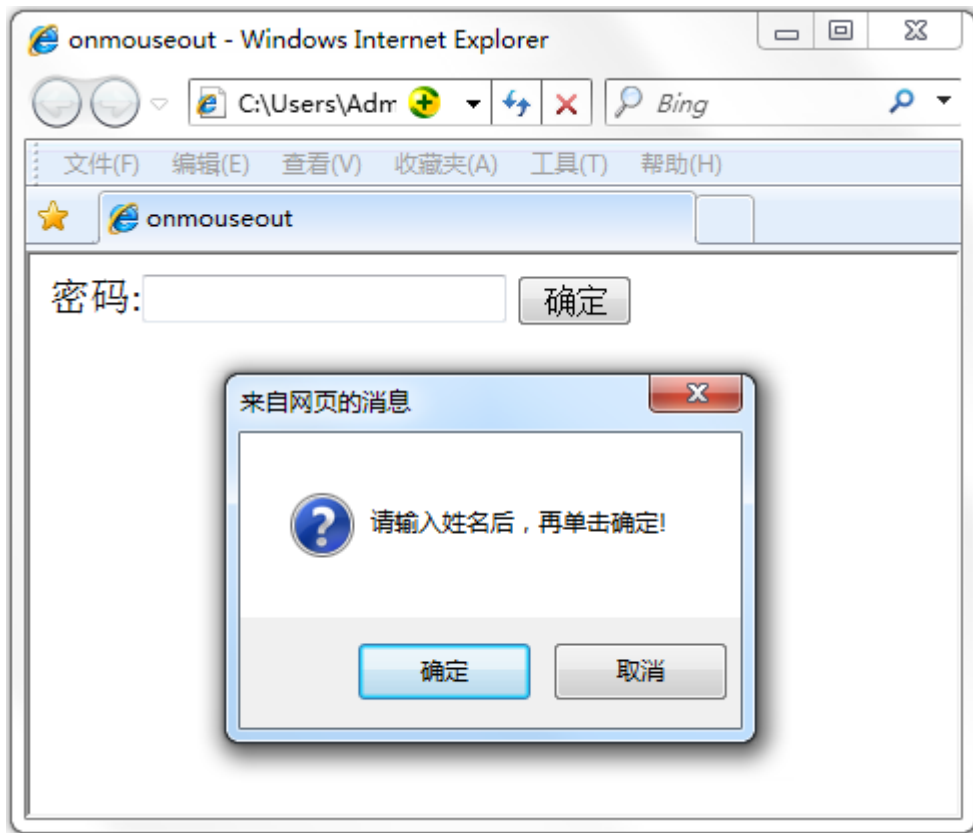 onmouseout - Windows Internet Explorer
C:\Users\Adm
Bing
文件(F) 编辑(E) 查看(V) 收藏夹(A) 工具(T) 帮助(H)
onmouseout
密码: 确定
来自网页的消息
请输入姓名后，再单击确定!
确定 取消